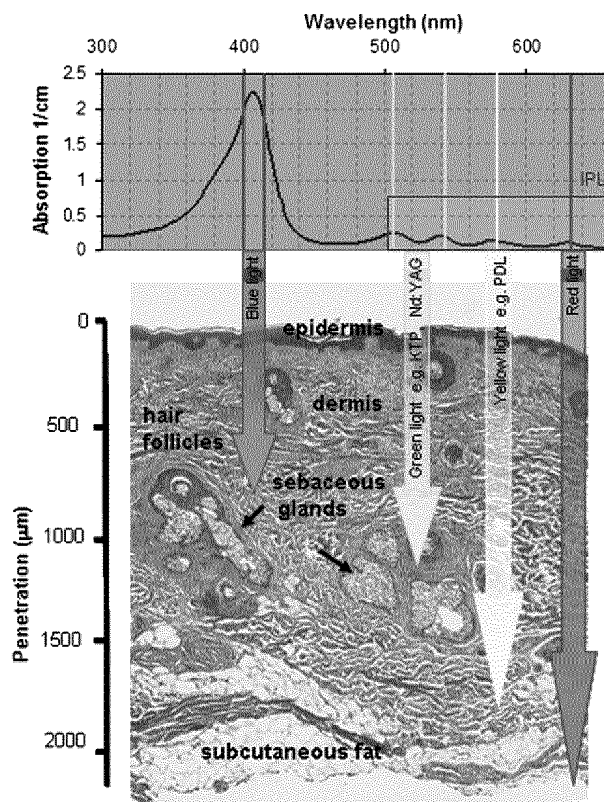 Wavelength (nm)
300 400 500 600
Absorption 1/cm
2.5
2
1.5
1
0.5
0
IPL
Blue light
Green light e.g. KTP Nd:YAG
Yellow light e.g. PDL
Red light
Penetration (µm)
0
500
1000
1500
2000
epidermis
dermis
hair
follicles
sebaceous
glands
subcutaneous fat